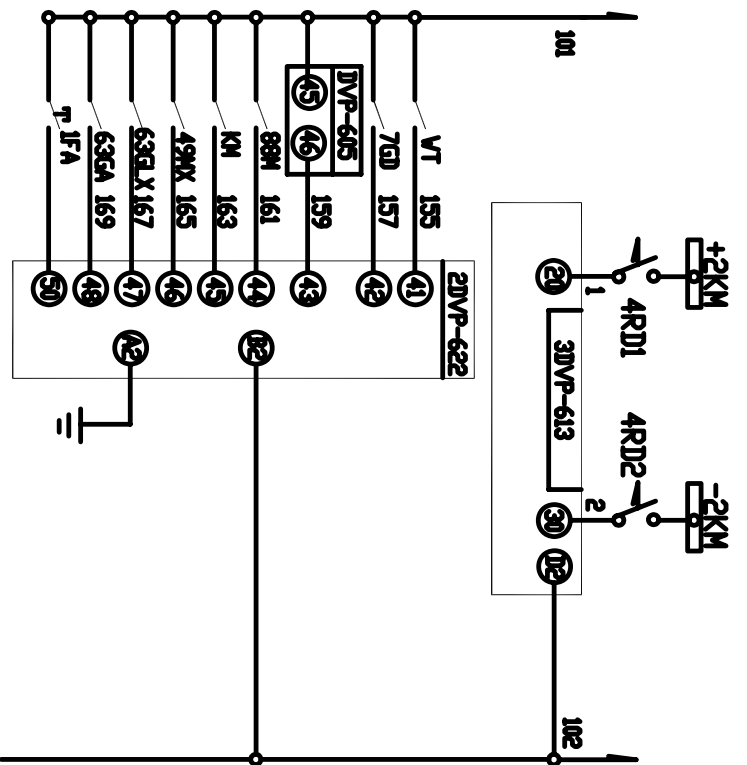 +2KM
-2KM
4RD1
4RD2
1
2
101
3DVP-613
102
20
30
D2
2DVP-622
VT 155 41
7GD 157 42
DVP-605
45 46 159 43
88M 161 44 B2
KM 163 45
49MX 165 46
63GLX 167 47 A2
63GA 169 48
T 1FA 50